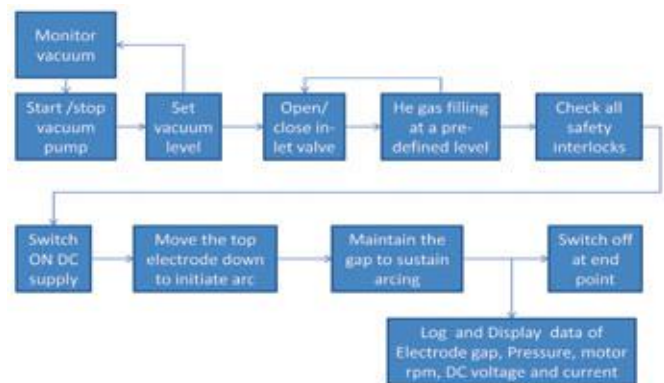 Monitor
vacuum
Start /stop
vacuum
pump
Set
vacuum
level
Open/
close in-
let valve
He gas filling
at a pre-
defined level
Check all
safety
interlocks
Switch
ON DC
supply
Move the top
electrode down
to initiate arc
Maintain the
gap to sustain
arcing
Switch off
at end
point
Log and Display data of
Electrode gap, Pressure, motor
rpm, DC voltage and current